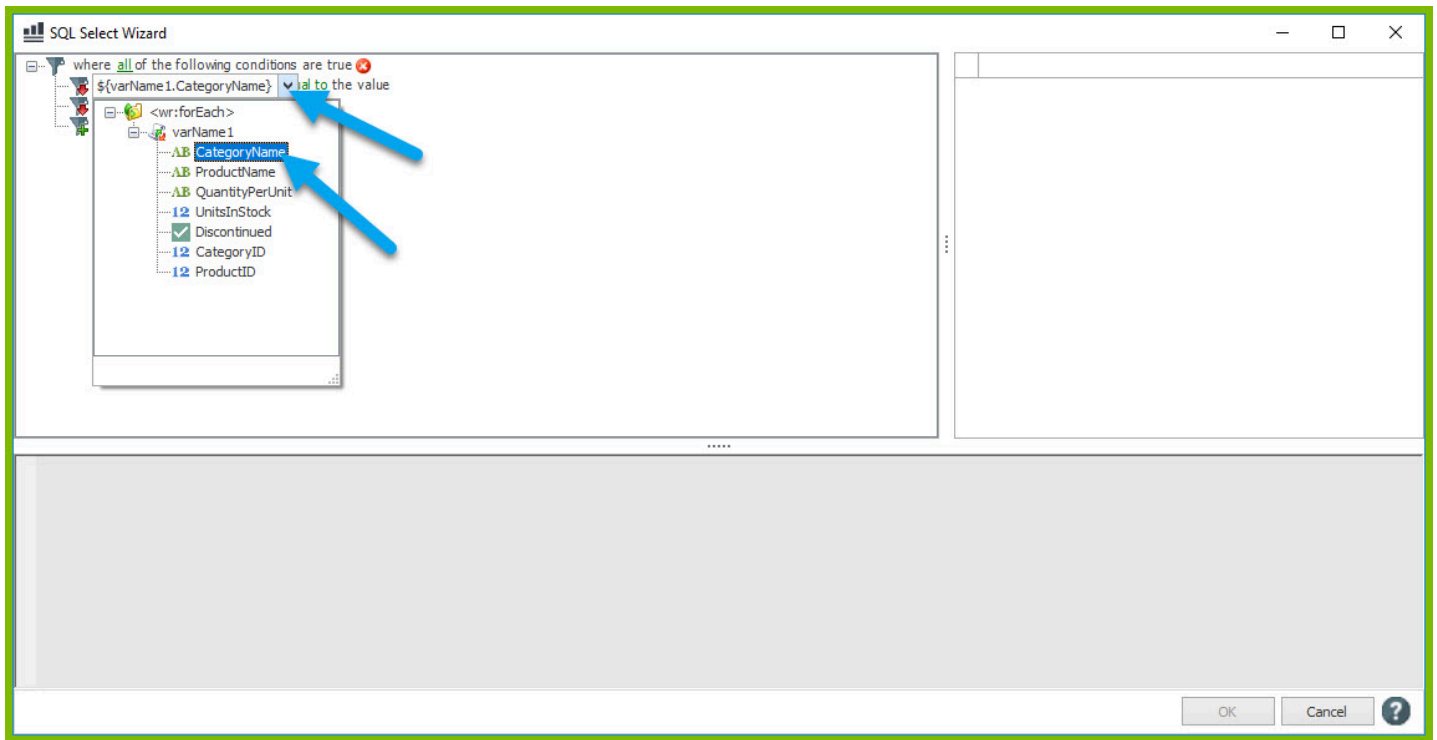 SQL Select Wizard
where all of the following conditions are true
${varName1.CategoryName} ual to the value
<wr:forEach>
varName1
AB CategoryName
AB ProductName
AB QuantityPerUnit
12 UnitsInStock
Discontinued
12 CategoryID
12 ProductID
OK Cancel ?